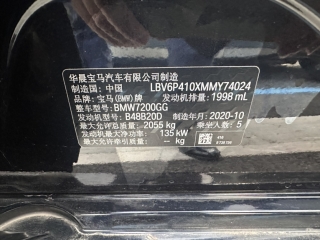 华晨宝马汽车有限公司制造
制造国：中国 LBV6P410XMMY74024
品牌：宝马(BMW)牌 发动机排量：1998 mL
整车型号：BMW7200GG
发动机型号：B48B20D 制造年月：2020-10
最大允许总质量：2055 kg 乘坐人数：5
发动机最大净功率：135 kW
最大允许牵引质量：- kg